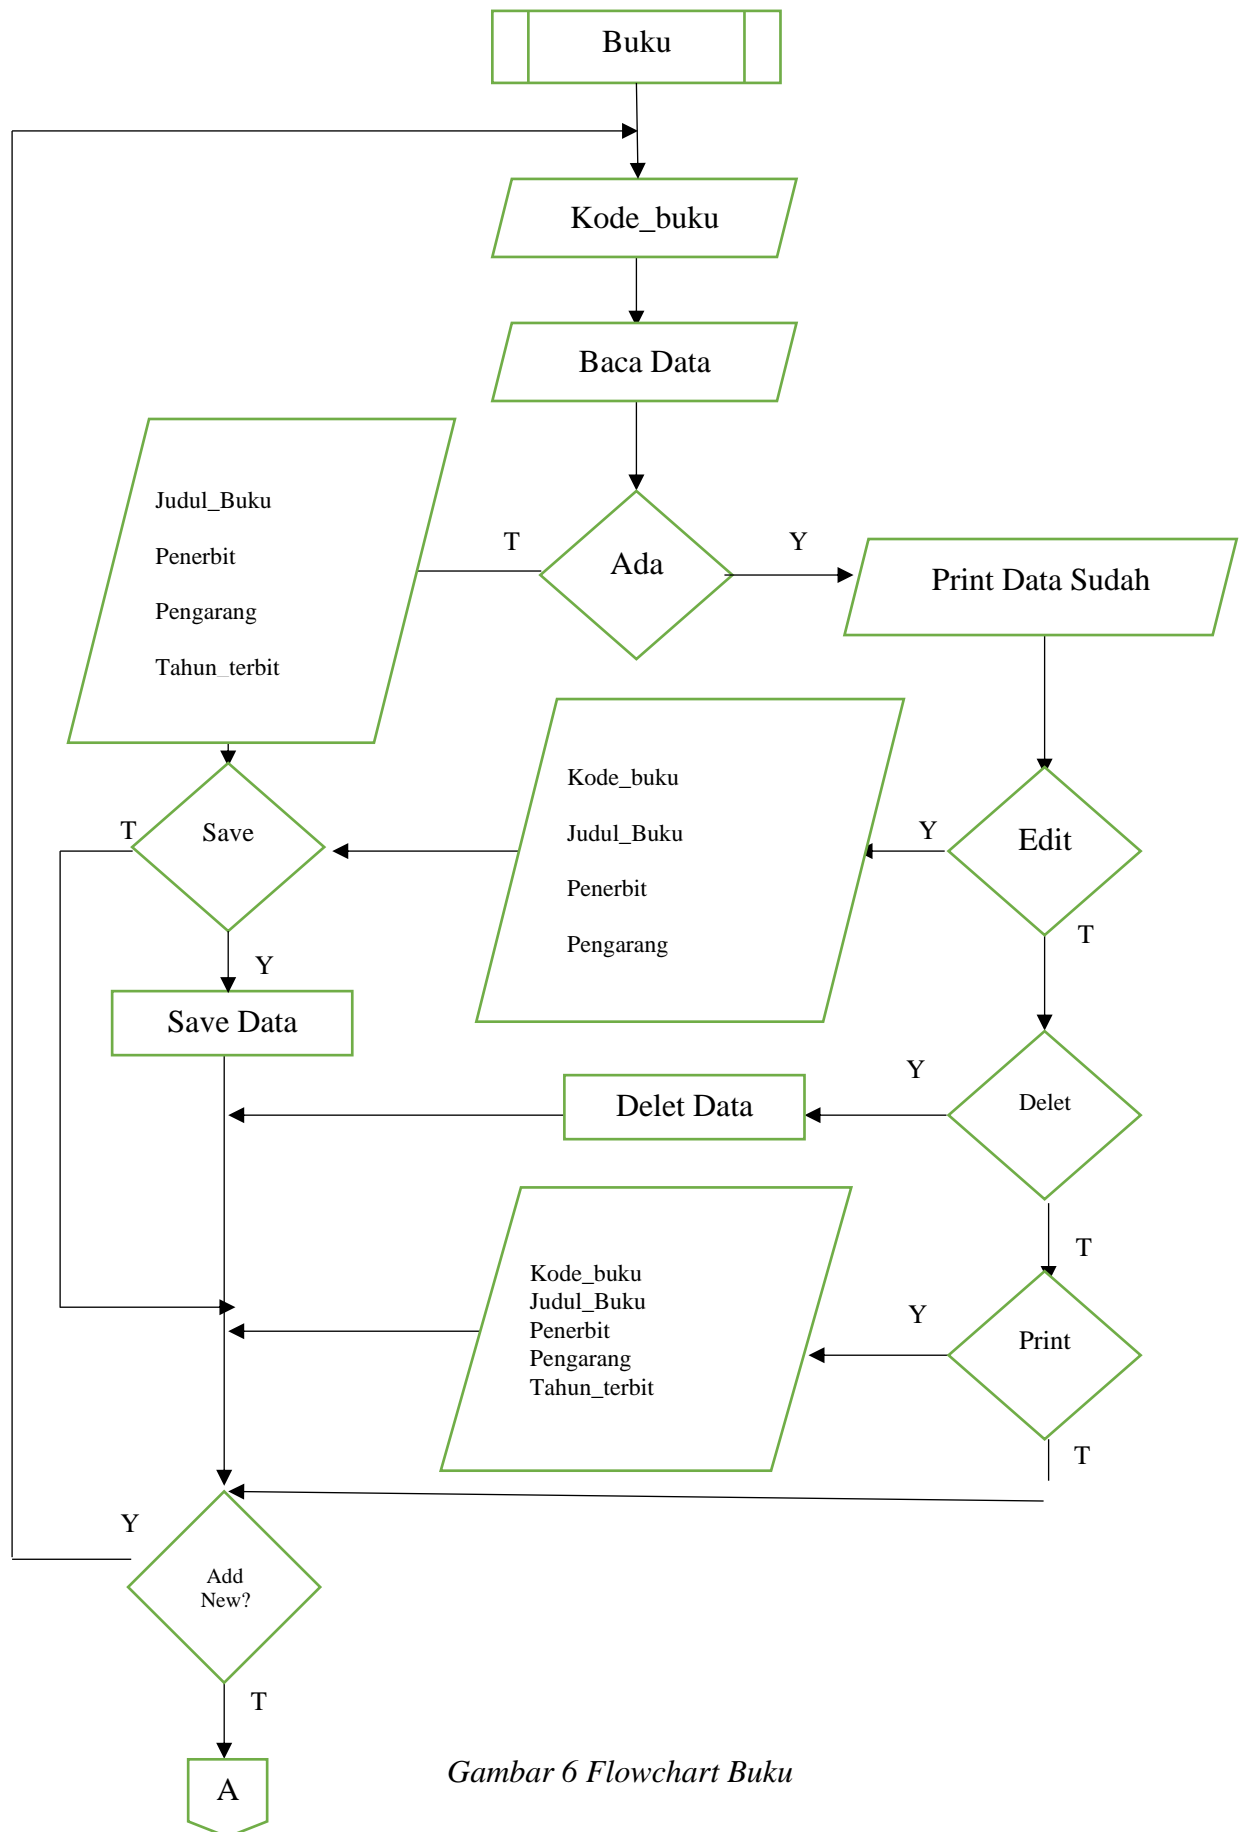 Buku
Kode_buku
Baca Data
Judul_Buku
Penerbit
Pengarang
Tahun_terbit
T
Ada
Y
Print Data Sudah
T
Save
Kode_buku
Judul_Buku
Penerbit
Pengarang
Y
Edit
T
Y
Save Data
Delet Data
Y
Delet
T
Kode_buku
Judul_Buku
Penerbit
Pengarang
Tahun_terbit
Y
Print
T
Y
Add
New?
T
A
Gambar 6 Flowchart Buku